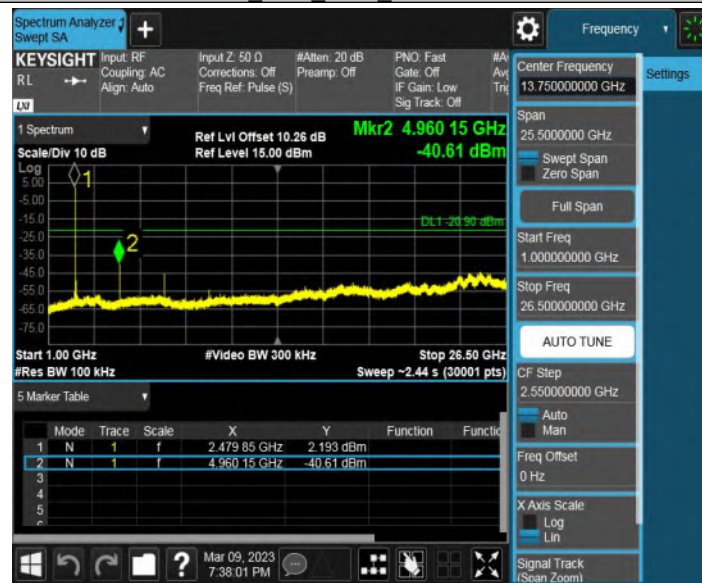 Spectrum Analyzer 1
Swept SA
+
Frequency
KEYSIGHT
RL
Input: RF
Coupling: AC
Align: Auto
Input Z: 50 Ω
Corrections: Off
Freq Ref: Pulse (S)
#Atten: 20 dB
Preamp: Off
PNO: Fast
Gate: Off
IF Gain: Low
Sig Track: Off
#A
Avg
Trig
LXI
1 Spectrum
Scale/Div 10 dB
Ref Lvl Offset 10.26 dB
Ref Level 15.00 dBm
Mkr2 4.960 15 GHz
-40.61 dBm
Log
5.00
-5.00
-15.0
-25.0
-35.0
-45.0
-55.0
-65.0
-75.0
1
2
DL1 -20.90 dBm
Start 1.00 GHz
#Res BW 100 kHz
#Video BW 300 kHz
Stop 26.50 GHz
Sweep ~2.44 s (30001 pts)
5 Marker Table
Mode Trace Scale X Y Function Functio
1 N 1 f 2.479 85 GHz 2.193 dBm
2 N 1 f 4.960 15 GHz -40.61 dBm
3
4
5
?
Mar 09, 2023
7:38:01 PM
Settings
Center Frequency
13.750000000 GHz
Span
25.5000000 GHz
Swept Span
Zero Span
Full Span
Start Freq
1.000000000 GHz
Stop Freq
26.500000000 GHz
AUTO TUNE
CF Step
2.550000000 GHz
Auto
Man
Freq Offset
0 Hz
X Axis Scale
Log
Lin
Signal Track
(Span Zoom)